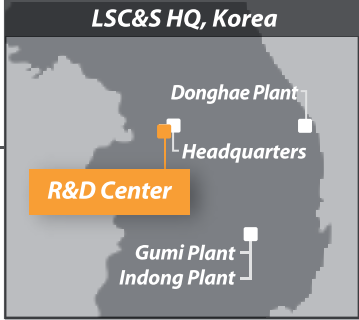 LSC&S HQ, Korea
Donghae Plant
Headquarters
R&D Center
Gumi Plant
Indong Plant